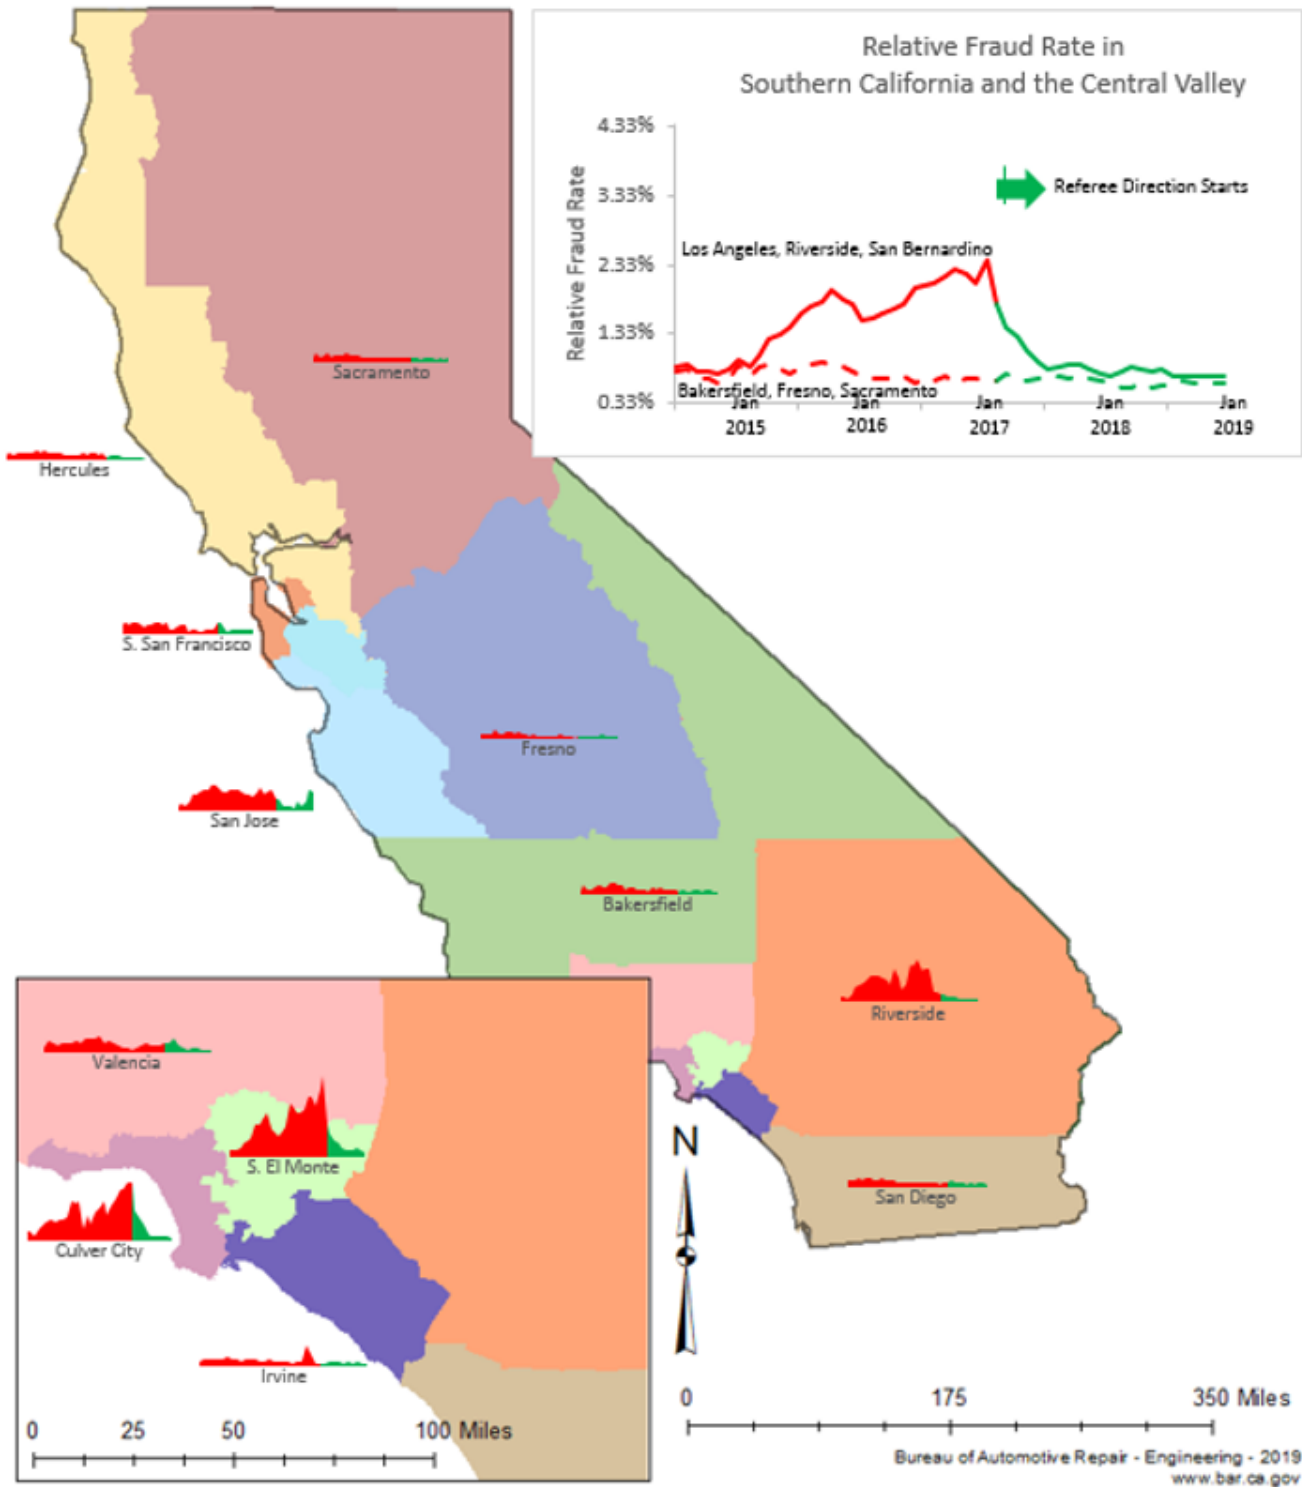 Relative Fraud Rate in
Southern California and the Central Valley
Relative Fraud Rate
4.33%
3.33%
2.33%
1.33%
0.33%
Referee Direction Starts
Los Angeles, Riverside, San Bernardino
Bakersfield, Fresno, Sacramento
Jan
2015
Jan
2016
Jan
2017
Jan
2018
Jan
2019
Sacramento
Hercules
S. San Francisco
Fresno
San Jose
Bakersfield
Riverside
Valencia
S. El Monte
Culver City
Irvine
San Diego
N
0 25 50 100 Miles
0 175 350 Miles
Bureau of Automotive Repair - Engineering - 2019
www.bar.ca.gov